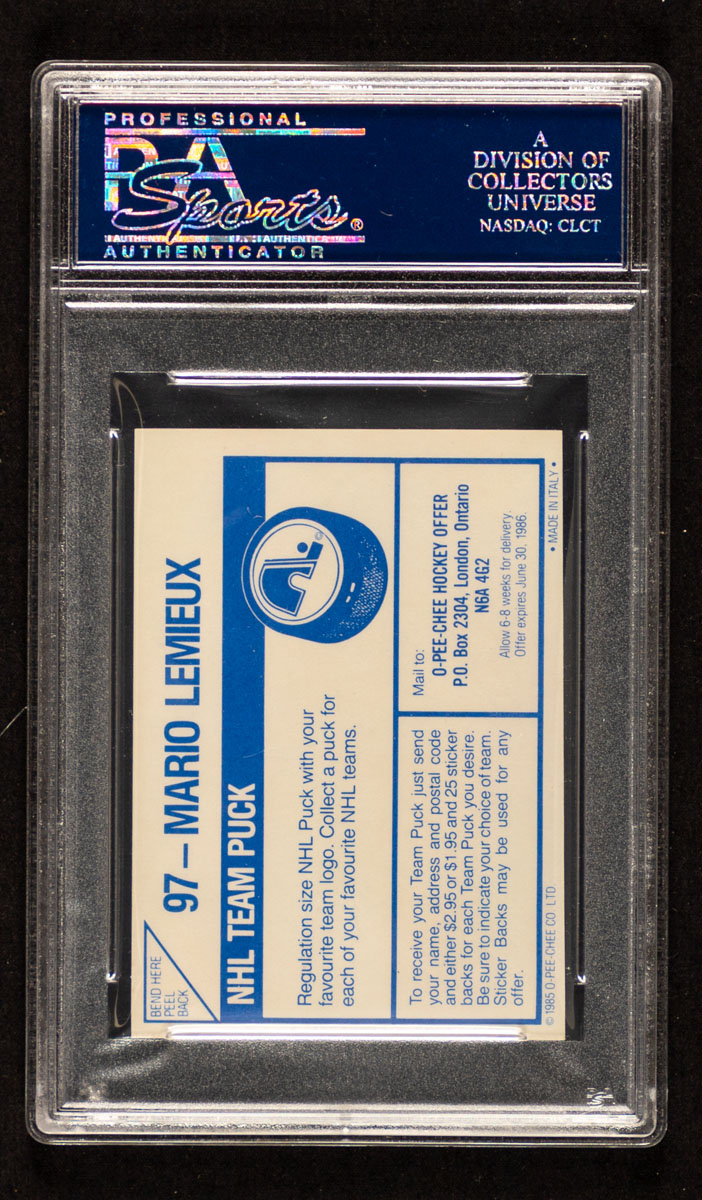 PROFESSIONAL
PSA
Sports®
AUTHENTICATOR
A
DIVISION OF
COLLECTORS
UNIVERSE
NASDAQ: CLCT
BEND HERE
PEEL
BACK
97 – MARIO LEMIEUX
NHL TEAM PUCK
Regulation size NHL Puck with your
favourite team logo. Collect a puck for
each of your favourite NHL teams.
To receive your Team Puck just send
your name, address and postal code
and either $2.95 or $1.95 and 25 sticker
backs for each Team Puck you desire.
Be sure to indicate your choice of team.
Sticker Backs may be used for any
offer.
Mail to:
O-PEE-CHEE HOCKEY OFFER
P.O. Box 2304, London, Ontario
N6A 4G2
Allow 6-8 weeks for delivery.
Offer expires June 30, 1986.
© 1985 O-PEE-CHEE CO. LTD
• MADE IN ITALY •